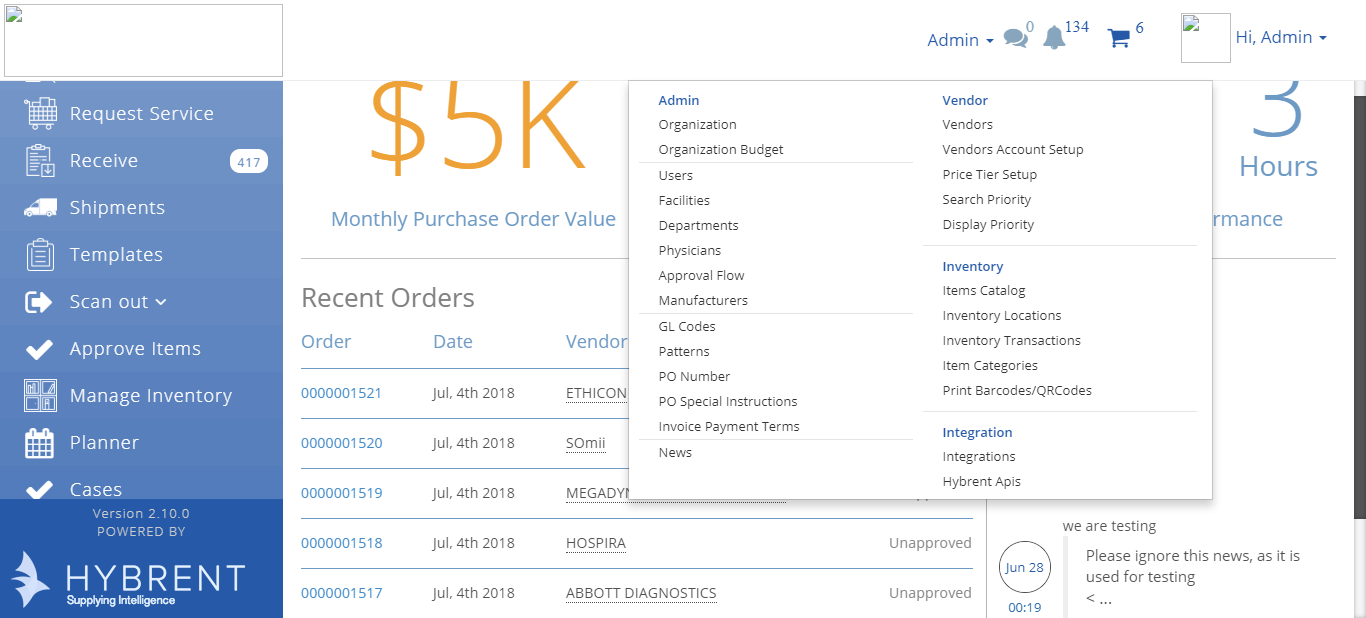 Admin
0
134
6
Hi, Admin
Request Service
Receive
417
Shipments
Templates
Scan out
Approve Items
Manage Inventory
Planner
Cases
Version 2.10.0
POWERED BY
HYBRENT
Supplying Intelligence
$5K
Monthly Purchase Order Value
3
Hours
rmance
Admin
Organization
Organization Budget
Users
Facilities
Departments
Physicians
Approval Flow
Manufacturers
GL Codes
Patterns
PO Number
PO Special Instructions
Invoice Payment Terms
News
Vendor
Vendors
Vendors Account Setup
Price Tier Setup
Search Priority
Display Priority
Inventory
Items Catalog
Inventory Locations
Inventory Transactions
Item Categories
Print Barcodes/QRCodes
Integration
Integrations
Hybrent Apis
Recent Orders
Order Date Vendor
0000001521 Jul, 4th 2018 ETHICON
0000001520 Jul, 4th 2018 SOmii
0000001519 Jul, 4th 2018
0000001518 Jul, 4th 2018 HOSPIRA Unapproved
0000001517 Jul, 4th 2018 ABBOTT DIAGNOSTICS Unapproved
we are testing
Jun 28
00:19
Please ignore this news, as it is
used for testing
< ...